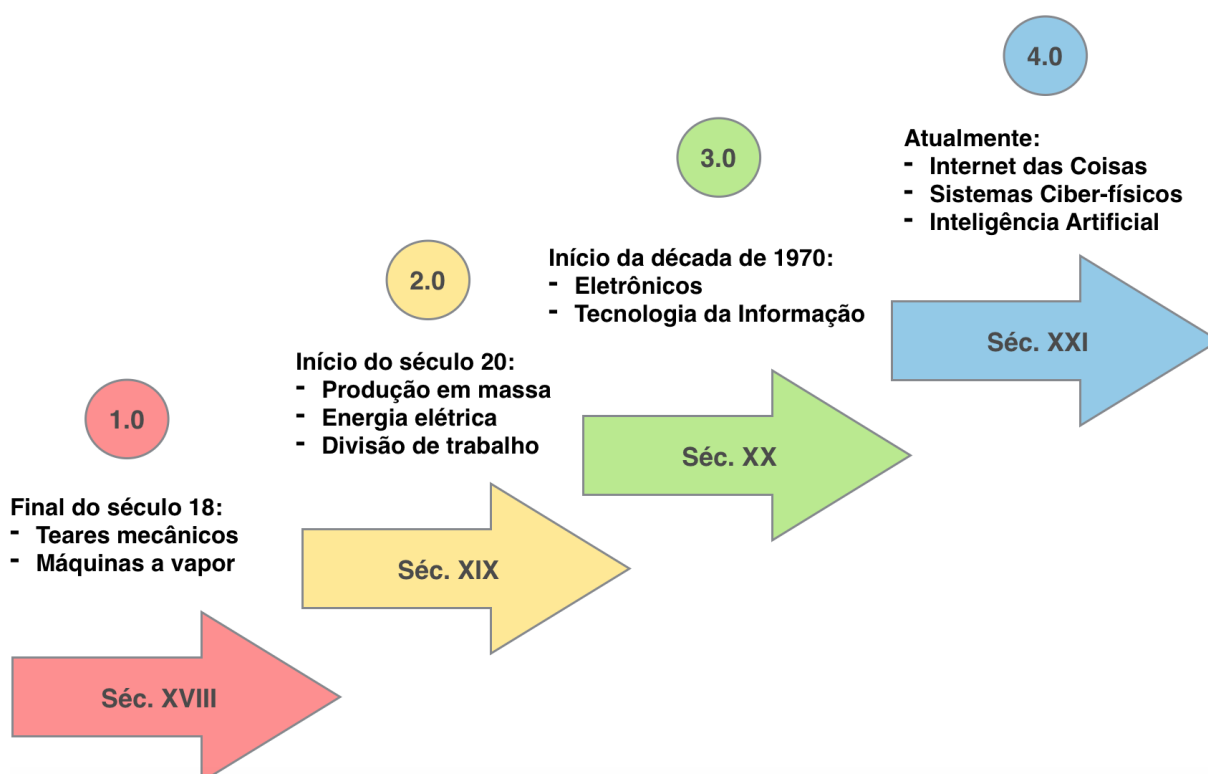 1.0
Final do século 18:
- Teares mecânicos
- Máquinas a vapor
Séc. XVIII
2.0
Início do século 20:
- Produção em massa
- Energia elétrica
- Divisão de trabalho
Séc. XIX
3.0
Início da década de 1970:
- Eletrônicos
- Tecnologia da Informação
Séc. XX
4.0
Atualmente:
- Internet das Coisas
- Sistemas Ciber-físicos
- Inteligência Artificial
Séc. XXI